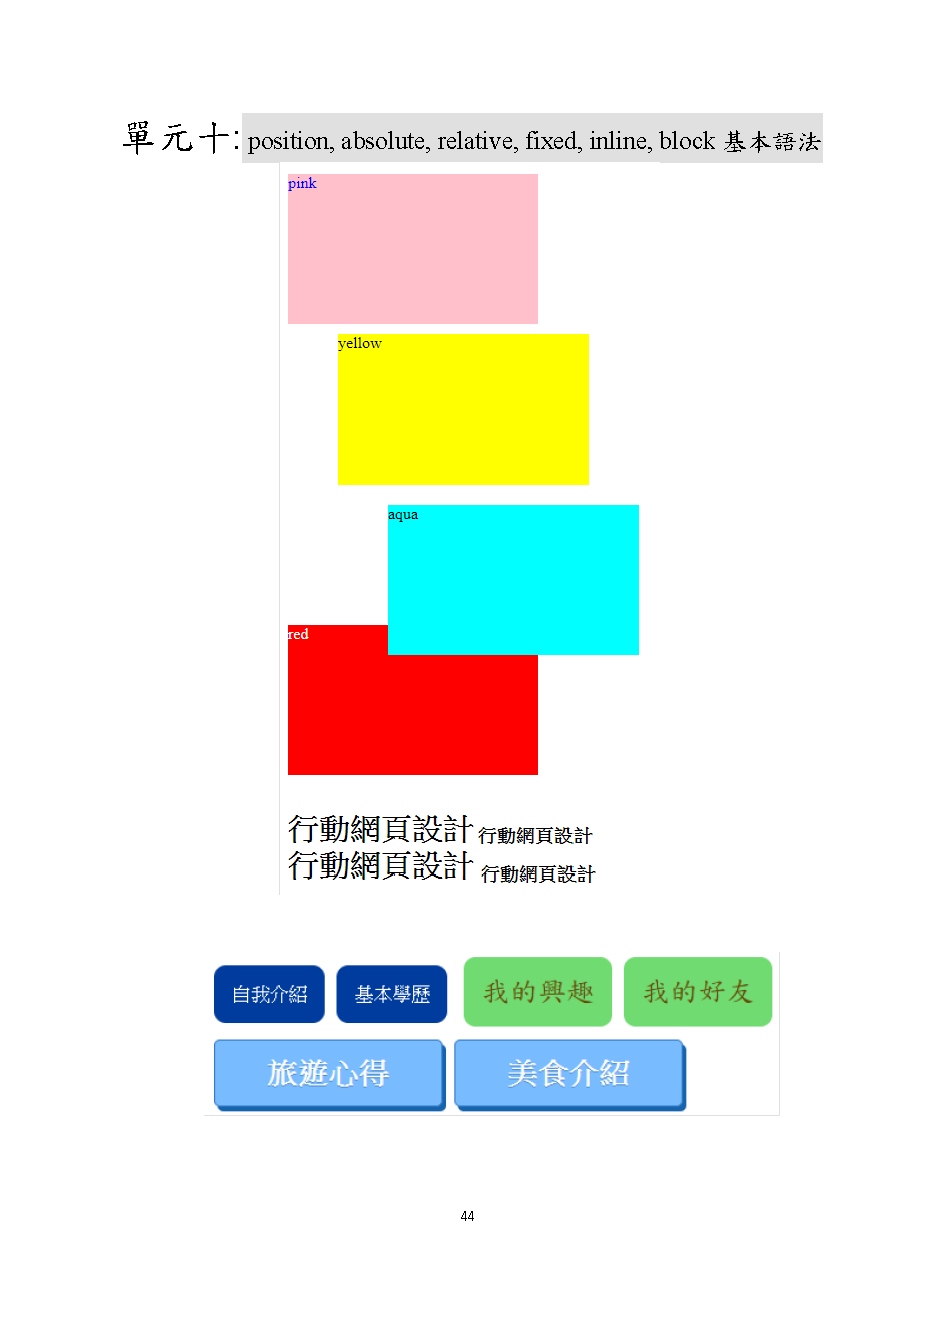 單元十: position, absolute, relative, fixed, inline, block 基本語法
pink
yellow
aqua
red
行動網頁設計 行動網頁設計
行動網頁設計 行動網頁設計
自我介紹 基本學歷 我的興趣 我的好友
旅遊心得 美食介紹
44